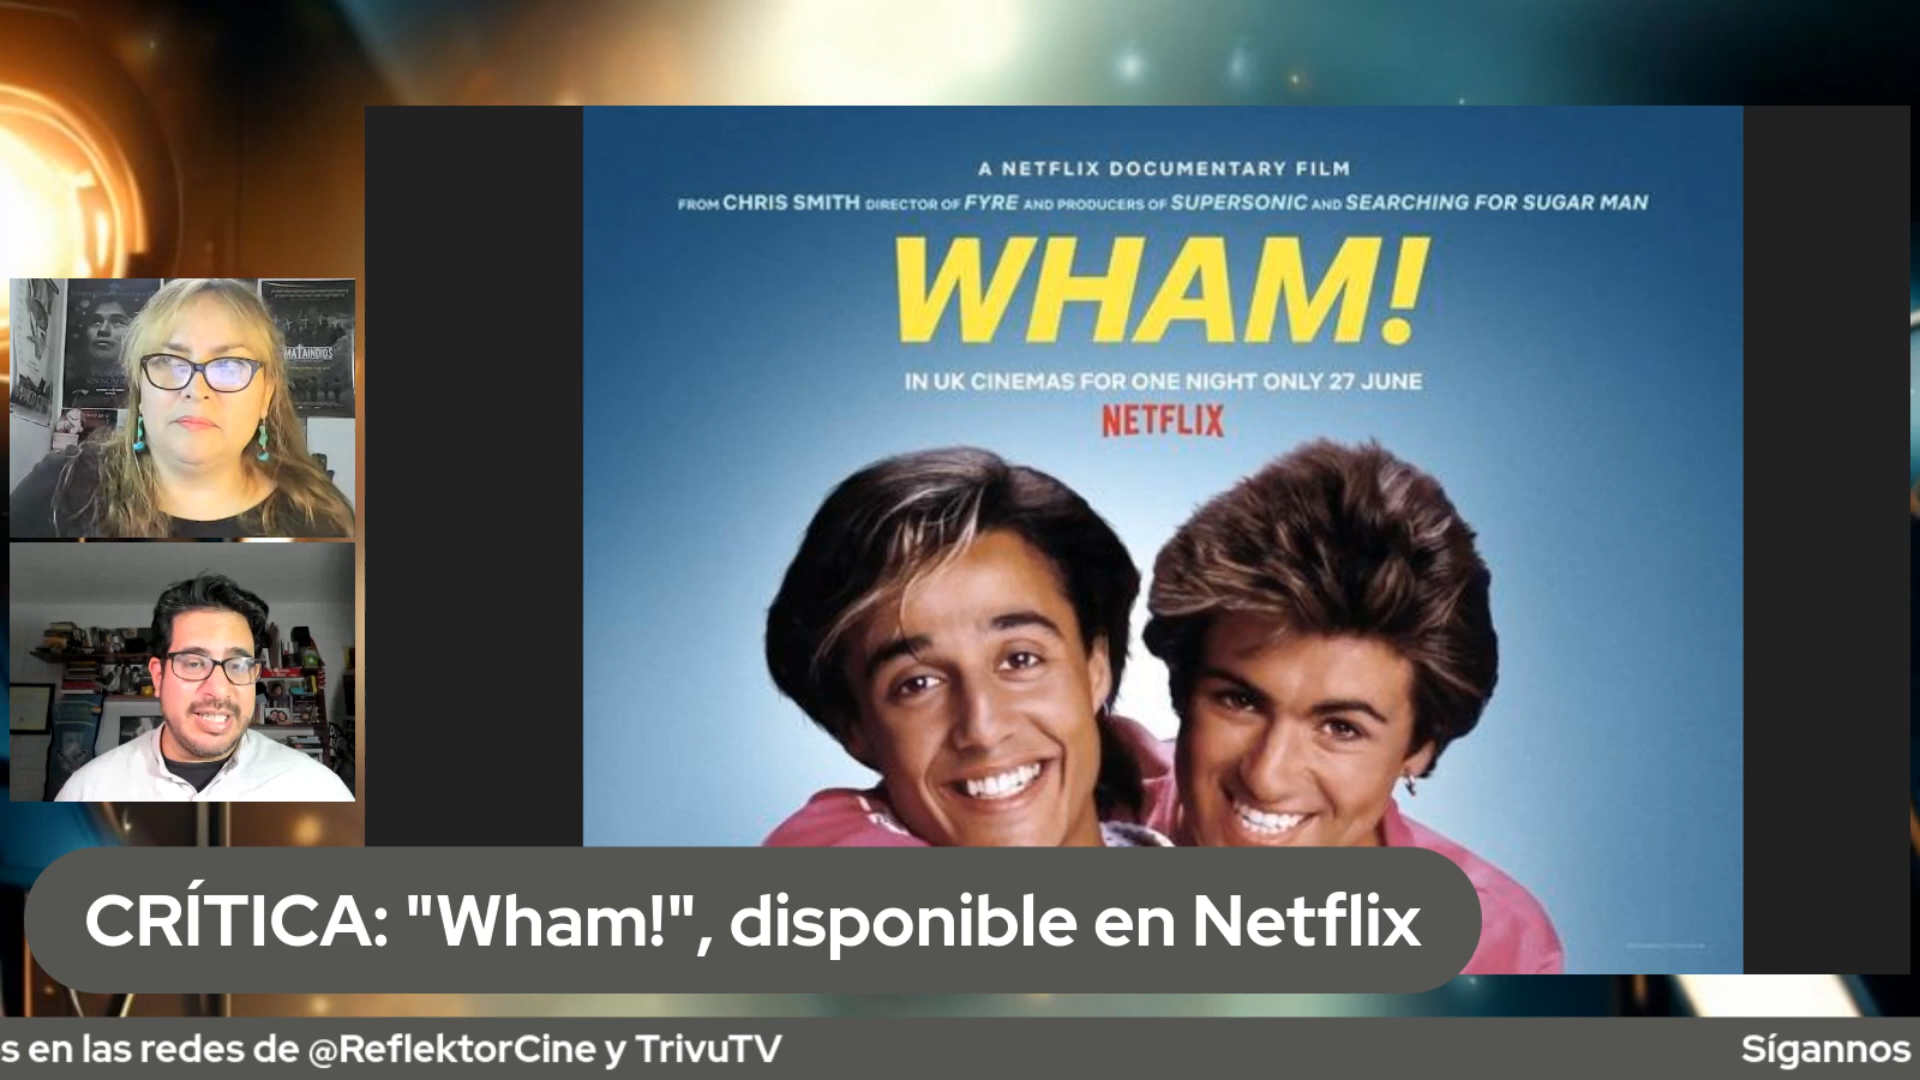 A NETFLIX DOCUMENTARY FILM
FROM CHRIS SMITH DIRECTOR OF FYRE AND PRODUCERS OF SUPERSONIC AND SEARCHING FOR SUGAR MAN
WHAM!
IN UK CINEMAS FOR ONE NIGHT ONLY 27 JUNE
NETFLIX
MATAINDIOS
CRÍTICA: "Wham!", disponible en Netflix
s en las redes de @ReflektorCine y TrivuTV
Sígannos